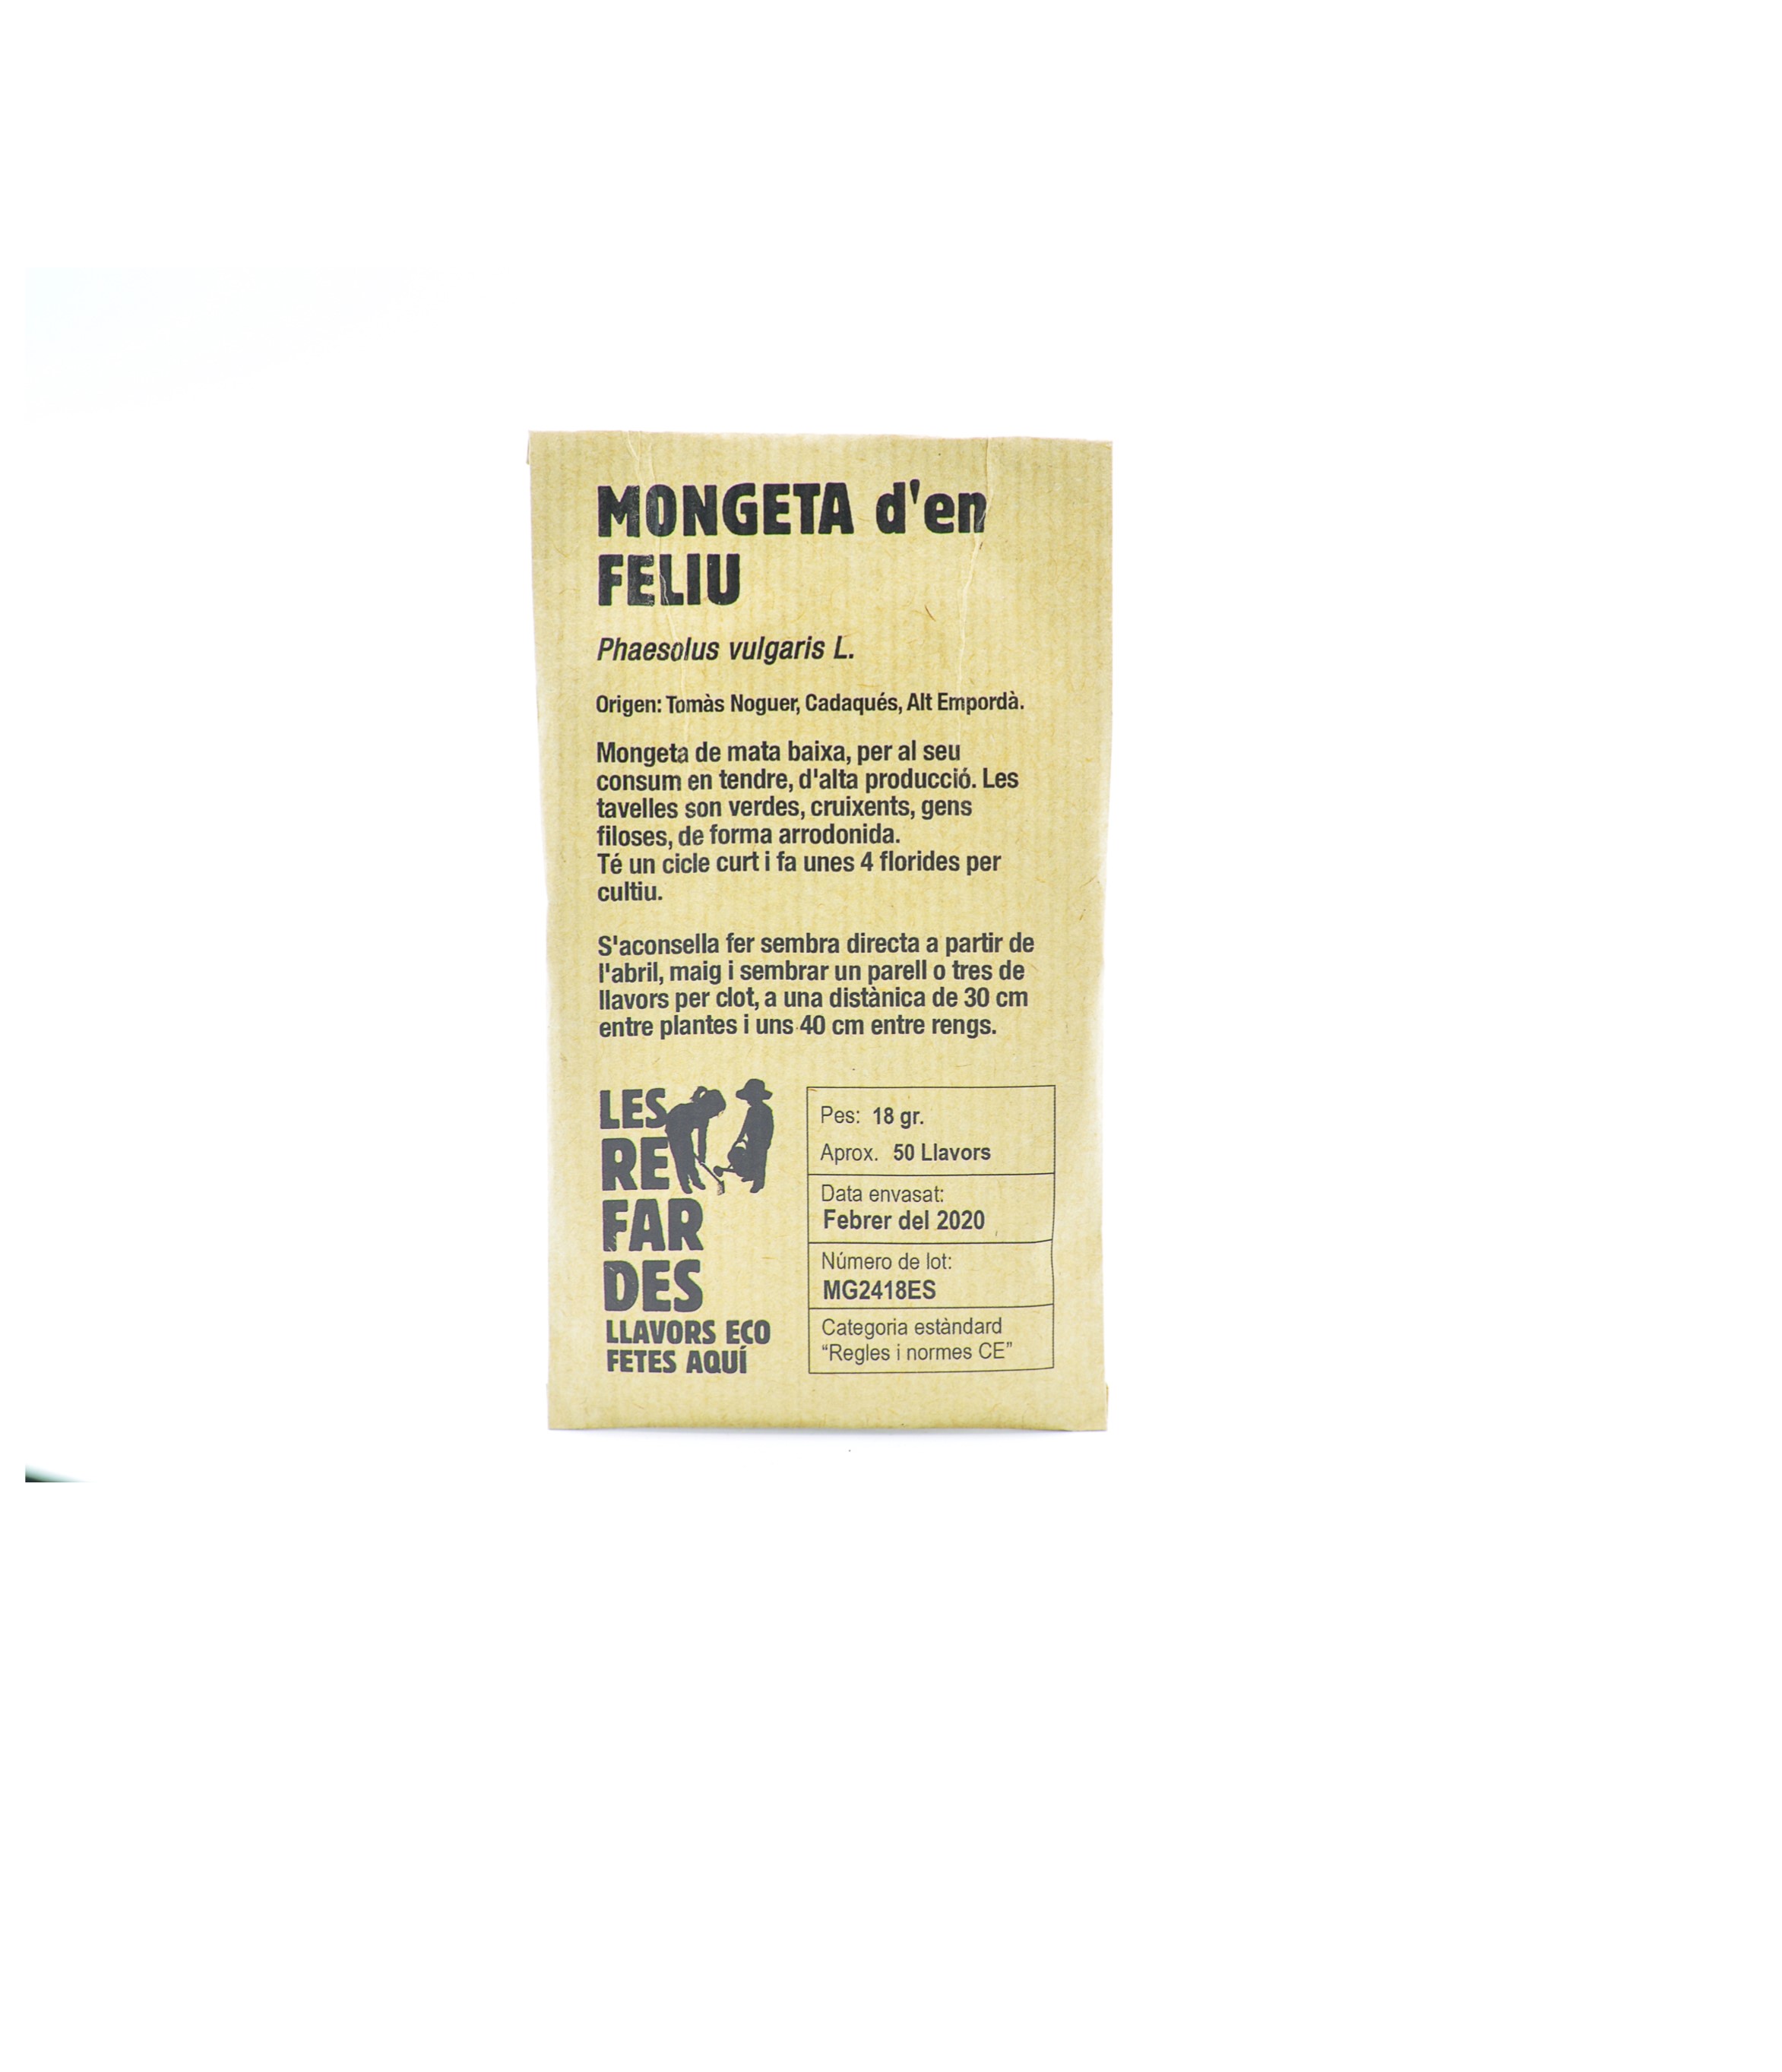 MONGETA d'en
FELIU
Phaesolus vulgaris L.
Origen: Tomàs Noguer, Cadaqués, Alt Empordà.
Mongeta de mata baixa, per al seu
consum en tendre, d'alta producció. Les
tavelles son verdes, cruixents, gens
filoses, de forma arrodonida.
Té un cicle curt i fa unes 4 florides per
cultiu.
S'aconsella fer sembra directa a partir de
l'abril, maig i sembrar un parell o tres de
llavors per clot, a una distànica de 30 cm
entre plantes i uns 40 cm entre rengs.
LES
RE
FAR
DES
LLAVORS ECO
FETES AQUÍ
Pes: 18 gr.
Aprox. 50 Llavors
Data envasat:
Febrer del 2020
Número de lot:
MG2418ES
Categoria estàndard
“Regles i normes CE”